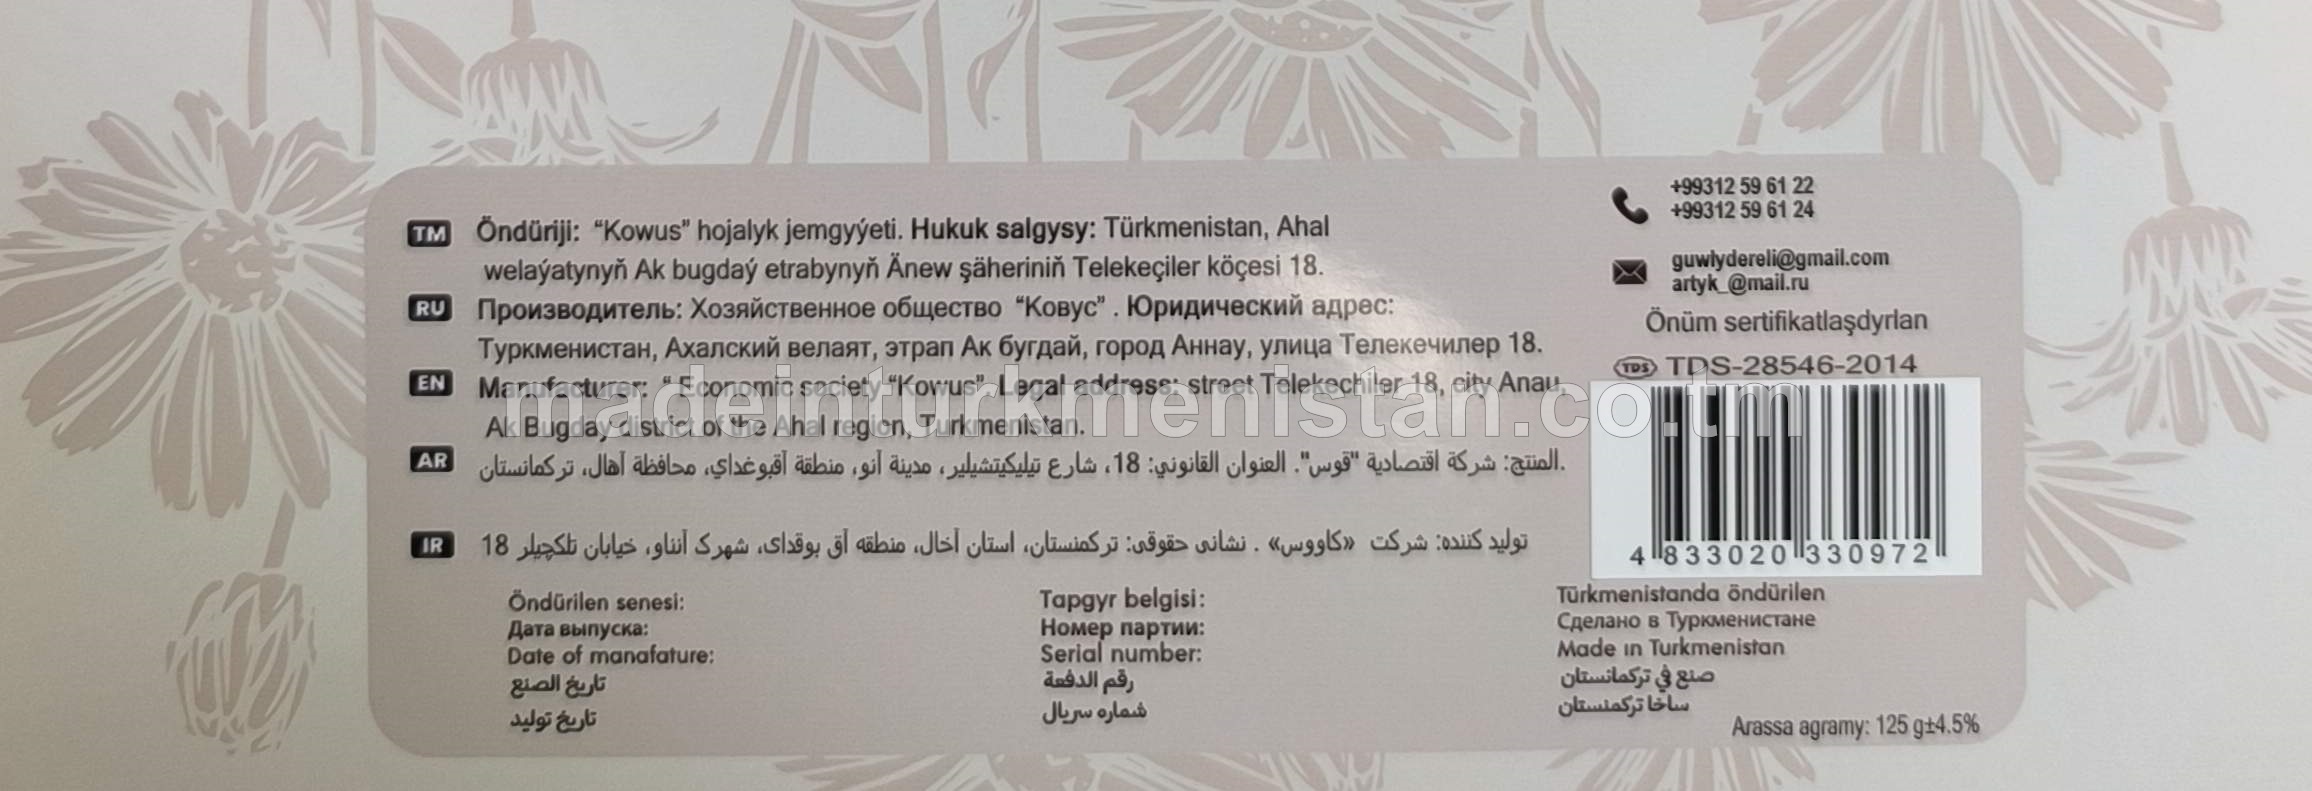 TM Öndüriji: “Kowus” hojalyk jemgyýeti. Hukuk salgysy: Türkmenistan, Ahal
welaýatynyň Ak bugdaý etrabynyň Änew şäheriniň Telekeçiler köçesi 18.
RU Производитель: Хозяйственное общество “Ковус” . Юридический адрес:
Туркменистан, Ахалский велаят, этрап Ак бугдай, город Аннау, улица Телекечилер 18.
EN Manufacturer: “ Economic society “Kowus”. Legal address: street Telekechiler 18, city Anau,
Ak Bugday district of the Ahal region, Turkmenistan.
AR المنتج: شركة اقتصادية "قوس". العنوان القانوني: 18، شارع تيليكيتشيلير، مدينة أنو، منطقة آقبوغداي، محافظة آهال، تركمانستان.
IR تولید کننده: شرکت «کاووس» . نشانی حقوقی: ترکمنستان، استان آخال، منطقه آق بوقدای، شهرک آنناو، خیابان تلکچیلر 18
+99312 59 61 22
+99312 59 61 24
guwlydereli@gmail.com
artyk_@mail.ru
Önüm sertifikatlaşdyrlan
TDS TDS-28546-2014
4 833020 330972
madeinturkmenistan.co.tm
Öndürilen senesi:
Дата выпуска:
Date of manafature:
تاريخ الصنع
تاریخ تولید
Tapgyr belgisi:
Номер партии:
Serial number:
رقم الدفعة
شماره سریال
Türkmenistanda öndürilen
Сделано в Туркменистане
Made in Turkmenistan
صنع في تركمانستان
ساخا ترکمنستان
Arassa agramy: 125 g±4.5%